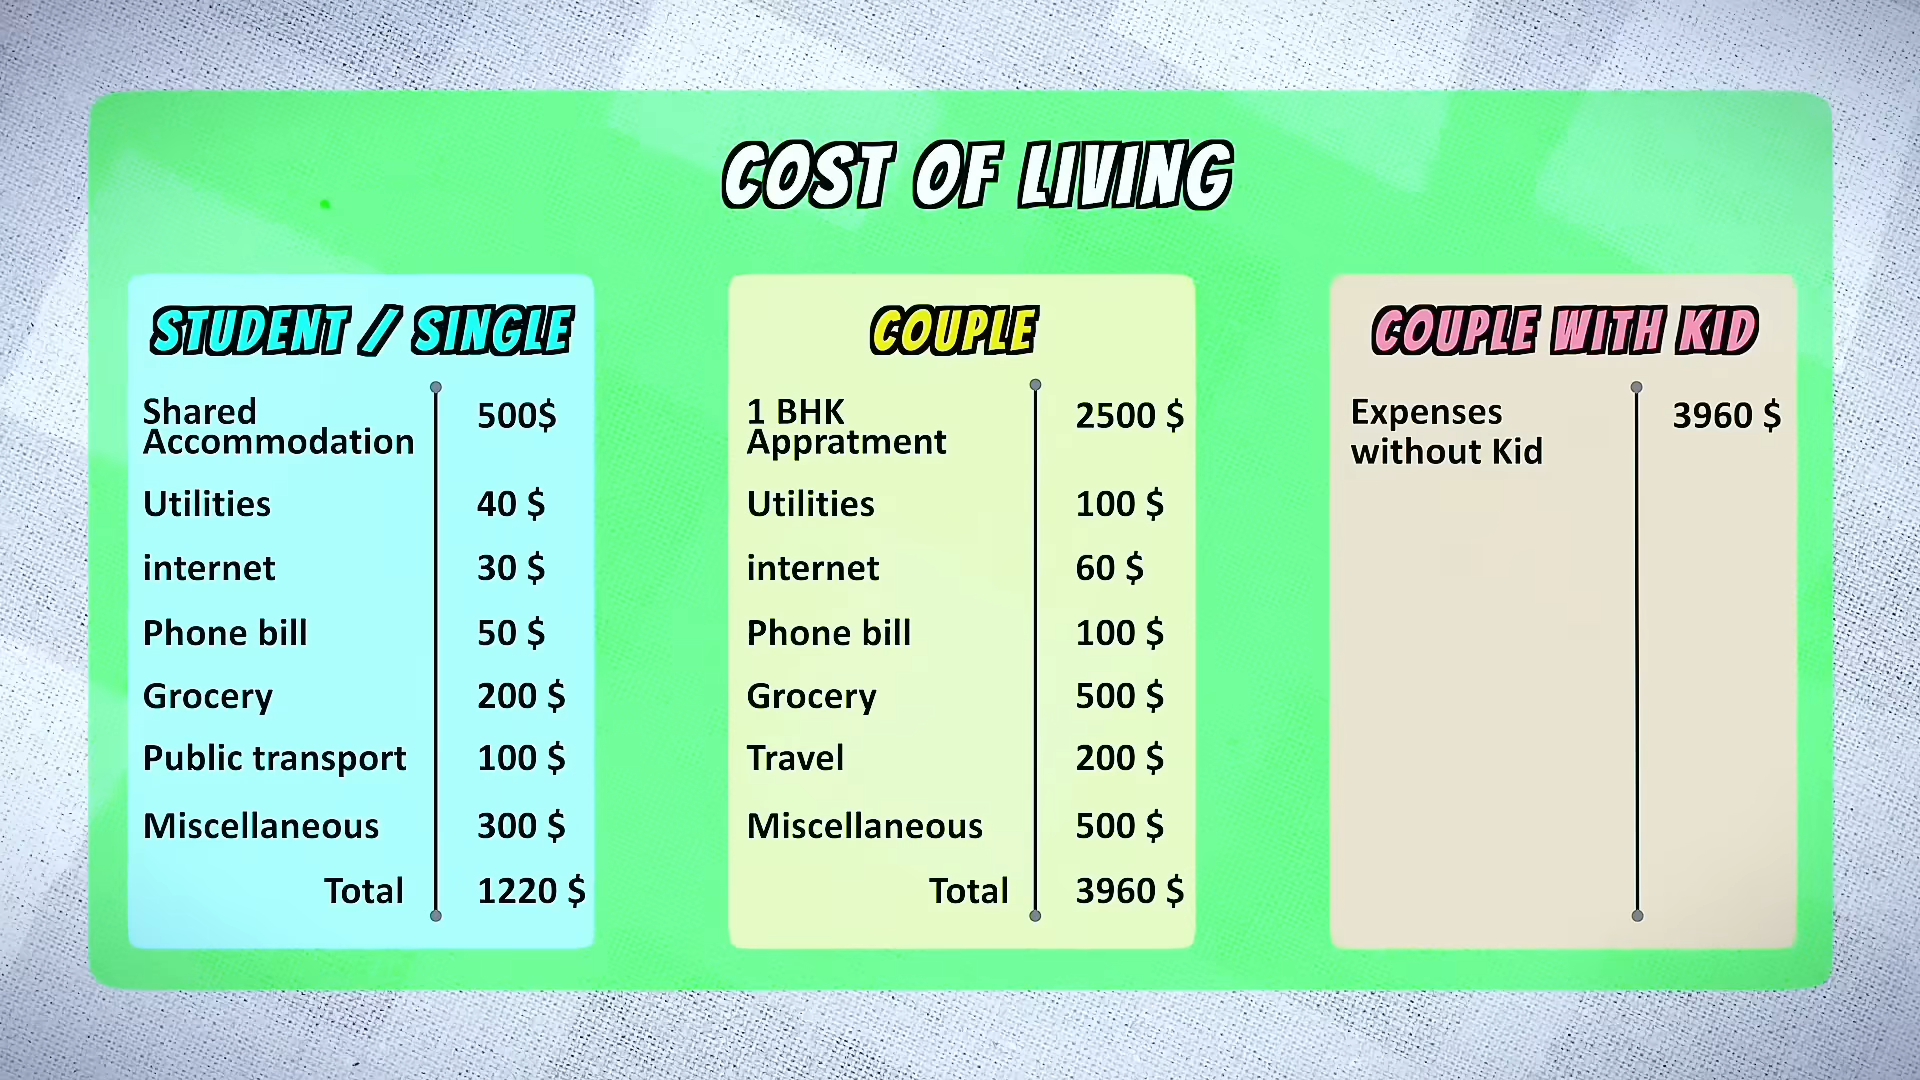 COST OF LIVING
STUDENT / SINGLE
Shared
Accommodation
500$
Utilities 40 $
internet 30 $
Phone bill 50 $
Grocery 200 $
Public transport 100 $
Miscellaneous 300 $
Total 1220 $
COUPLE
1 BHK
Appratment
2500 $
Utilities 100 $
internet 60 $
Phone bill 100 $
Grocery 500 $
Travel 200 $
Miscellaneous 500 $
Total 3960 $
COUPLE WITH KID
Expenses
without Kid
3960 $